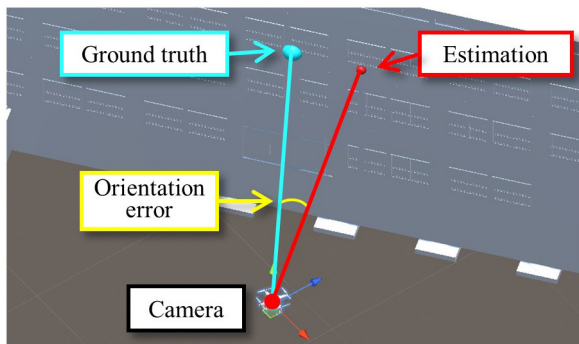 Ground truth
Estimation
Orientation
error
Camera